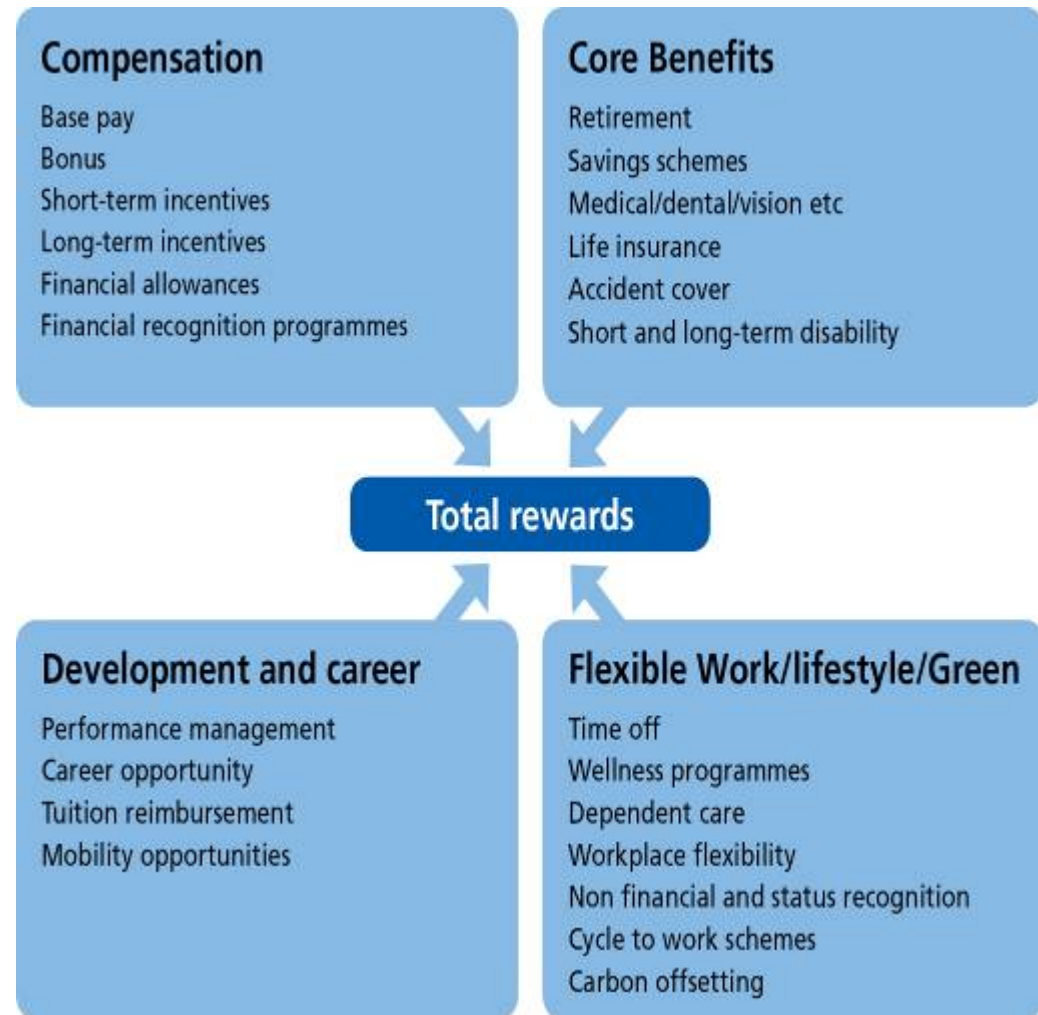 Compensation
Base pay
Bonus
Short-term incentives
Long-term incentives
Financial allowances
Financial recognition programmes
Core Benefits
Retirement
Savings schemes
Medical/dental/vision etc
Life insurance
Accident cover
Short and long-term disability
Total rewards
Development and career
Performance management
Career opportunity
Tuition reimbursement
Mobility opportunities
Flexible Work/lifestyle/Green
Time off
Wellness programmes
Dependent care
Workplace flexibility
Non financial and status recognition
Cycle to work schemes
Carbon offsetting